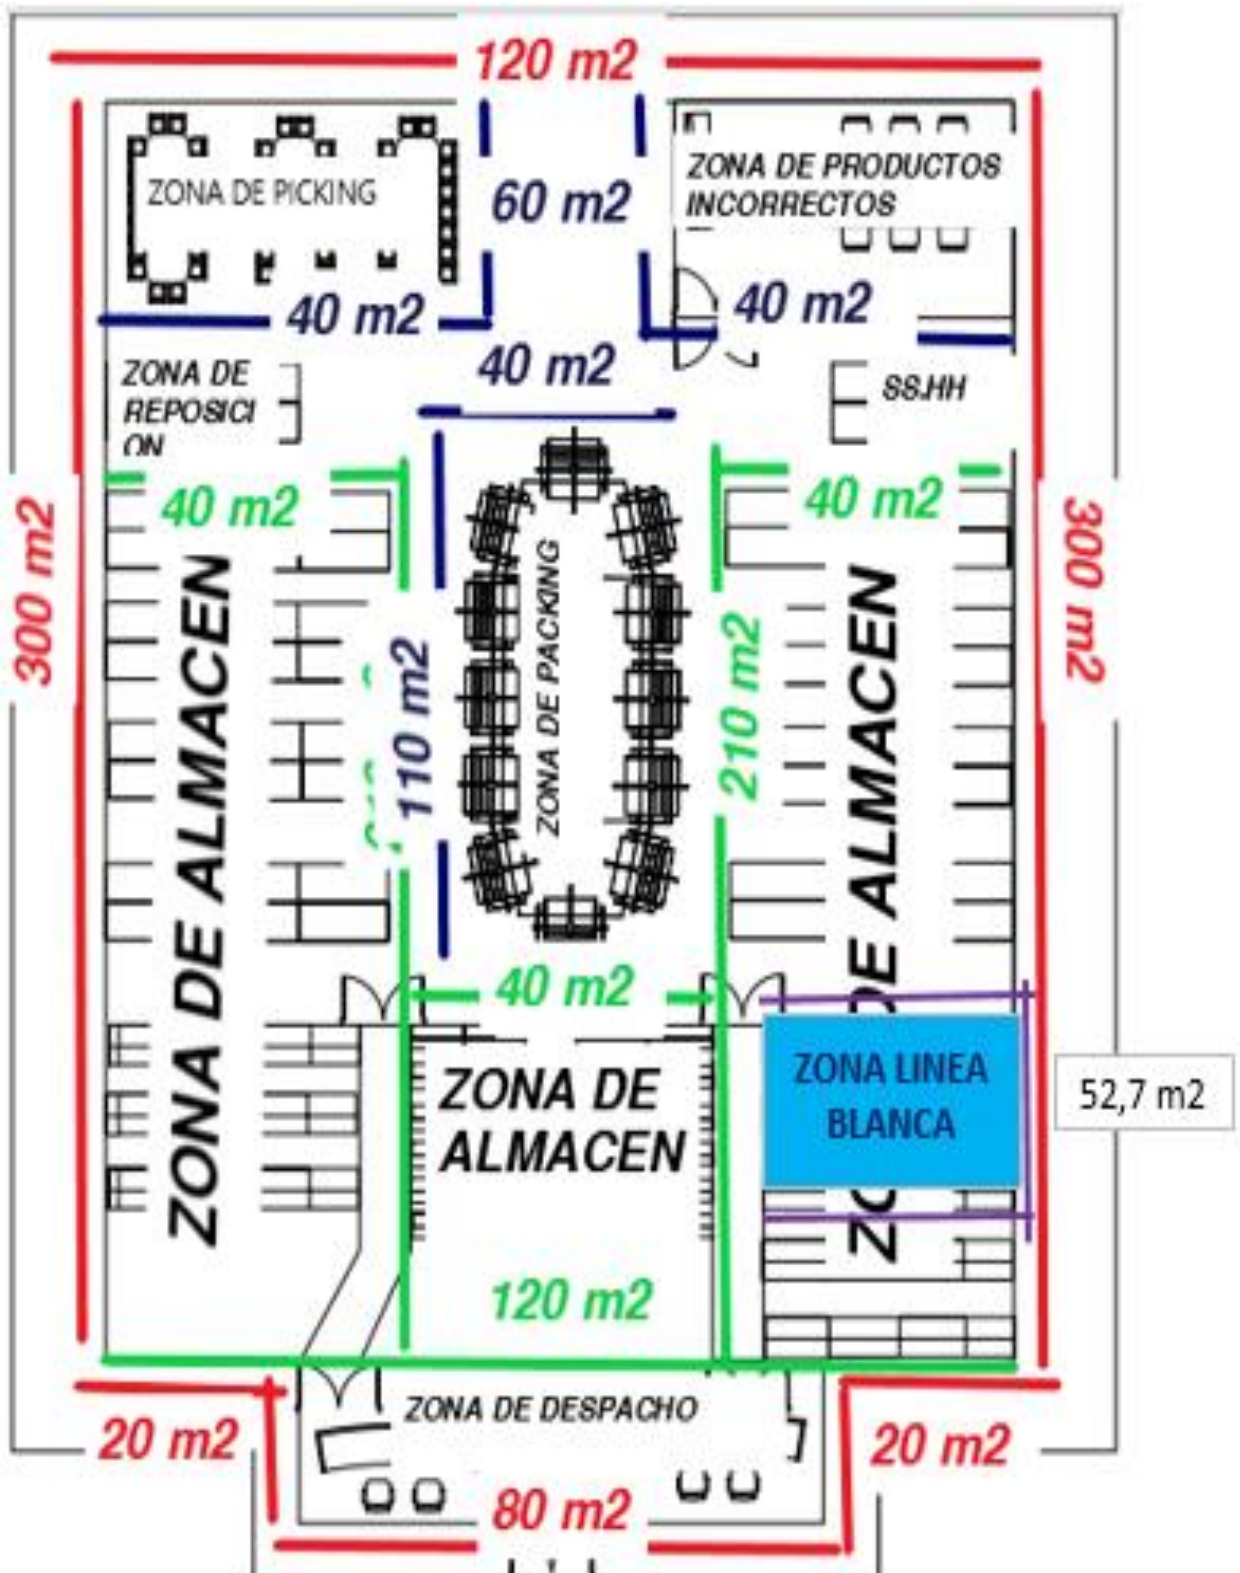 120 m2
ZONA DE PICKING
60 m2
ZONA DE PRODUCTOS
INCORRECTOS
40 m2
40 m2
40 m2
ZONA DE
REPOSICI
ON
SS.HH
40 m2
40 m2
300 m2
300 m2
ZONA DE ALMACEN
110 m2
ZONA DE PACKING
210 m2
DE ALMACEN
40 m2
ZONA DE
ALMACEN
ZONA LINEA
BLANCA
52,7 m2
120 m2
ZONA DE DESPACHO
20 m2
20 m2
80 m2